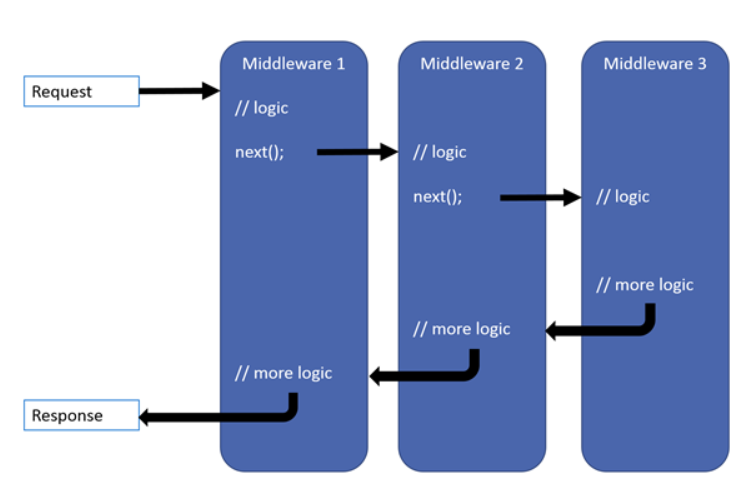 Middleware 1
Middleware 2
Middleware 3
Request
// logic
next();
// logic
next();
// logic
// more logic
// more logic
// more logic
Response